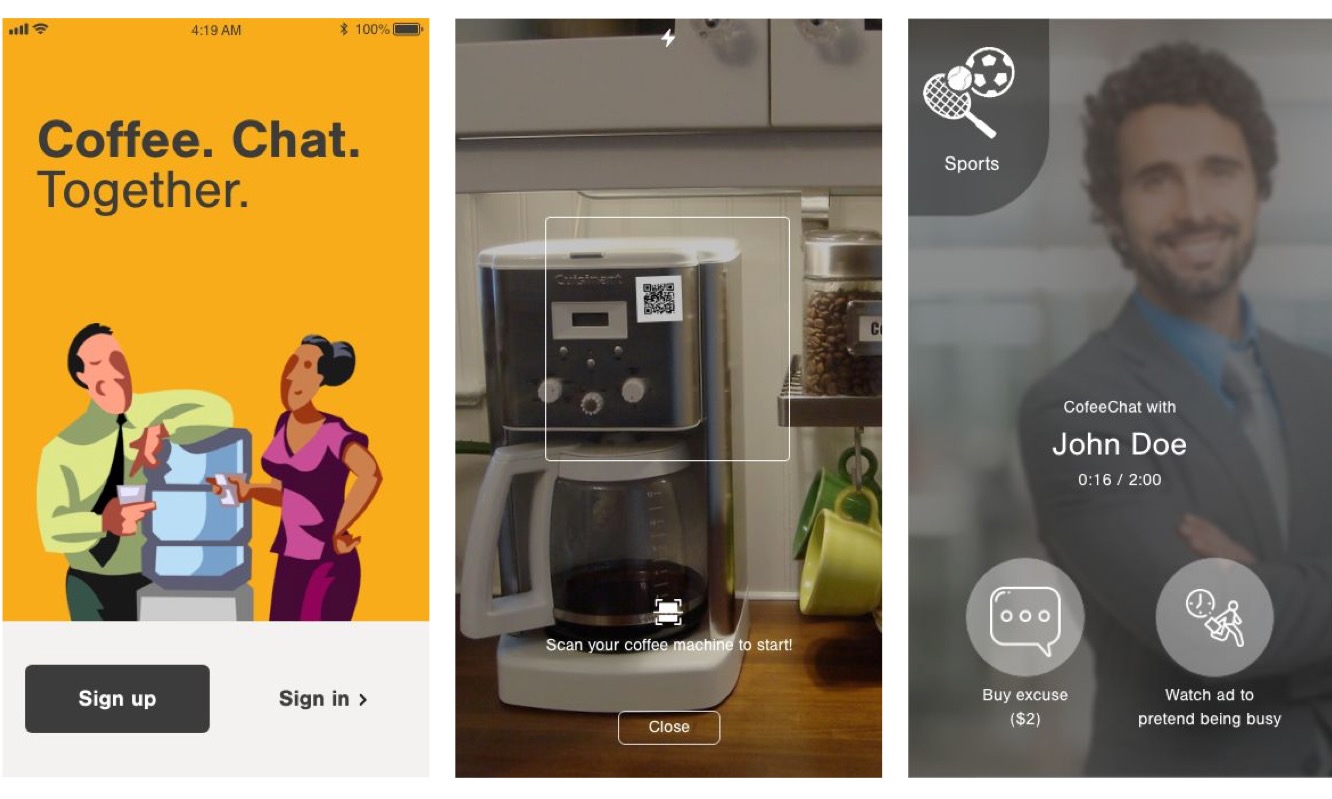 4:19 AM
100%
Coffee. Chat.
Together.
Sign up
Sign in >
Cuisinart
Scan your coffee machine to start!
Close
Sports
CofeeChat with
John Doe
0:16 / 2:00
Buy excuse
($2)
Watch ad to
pretend being busy